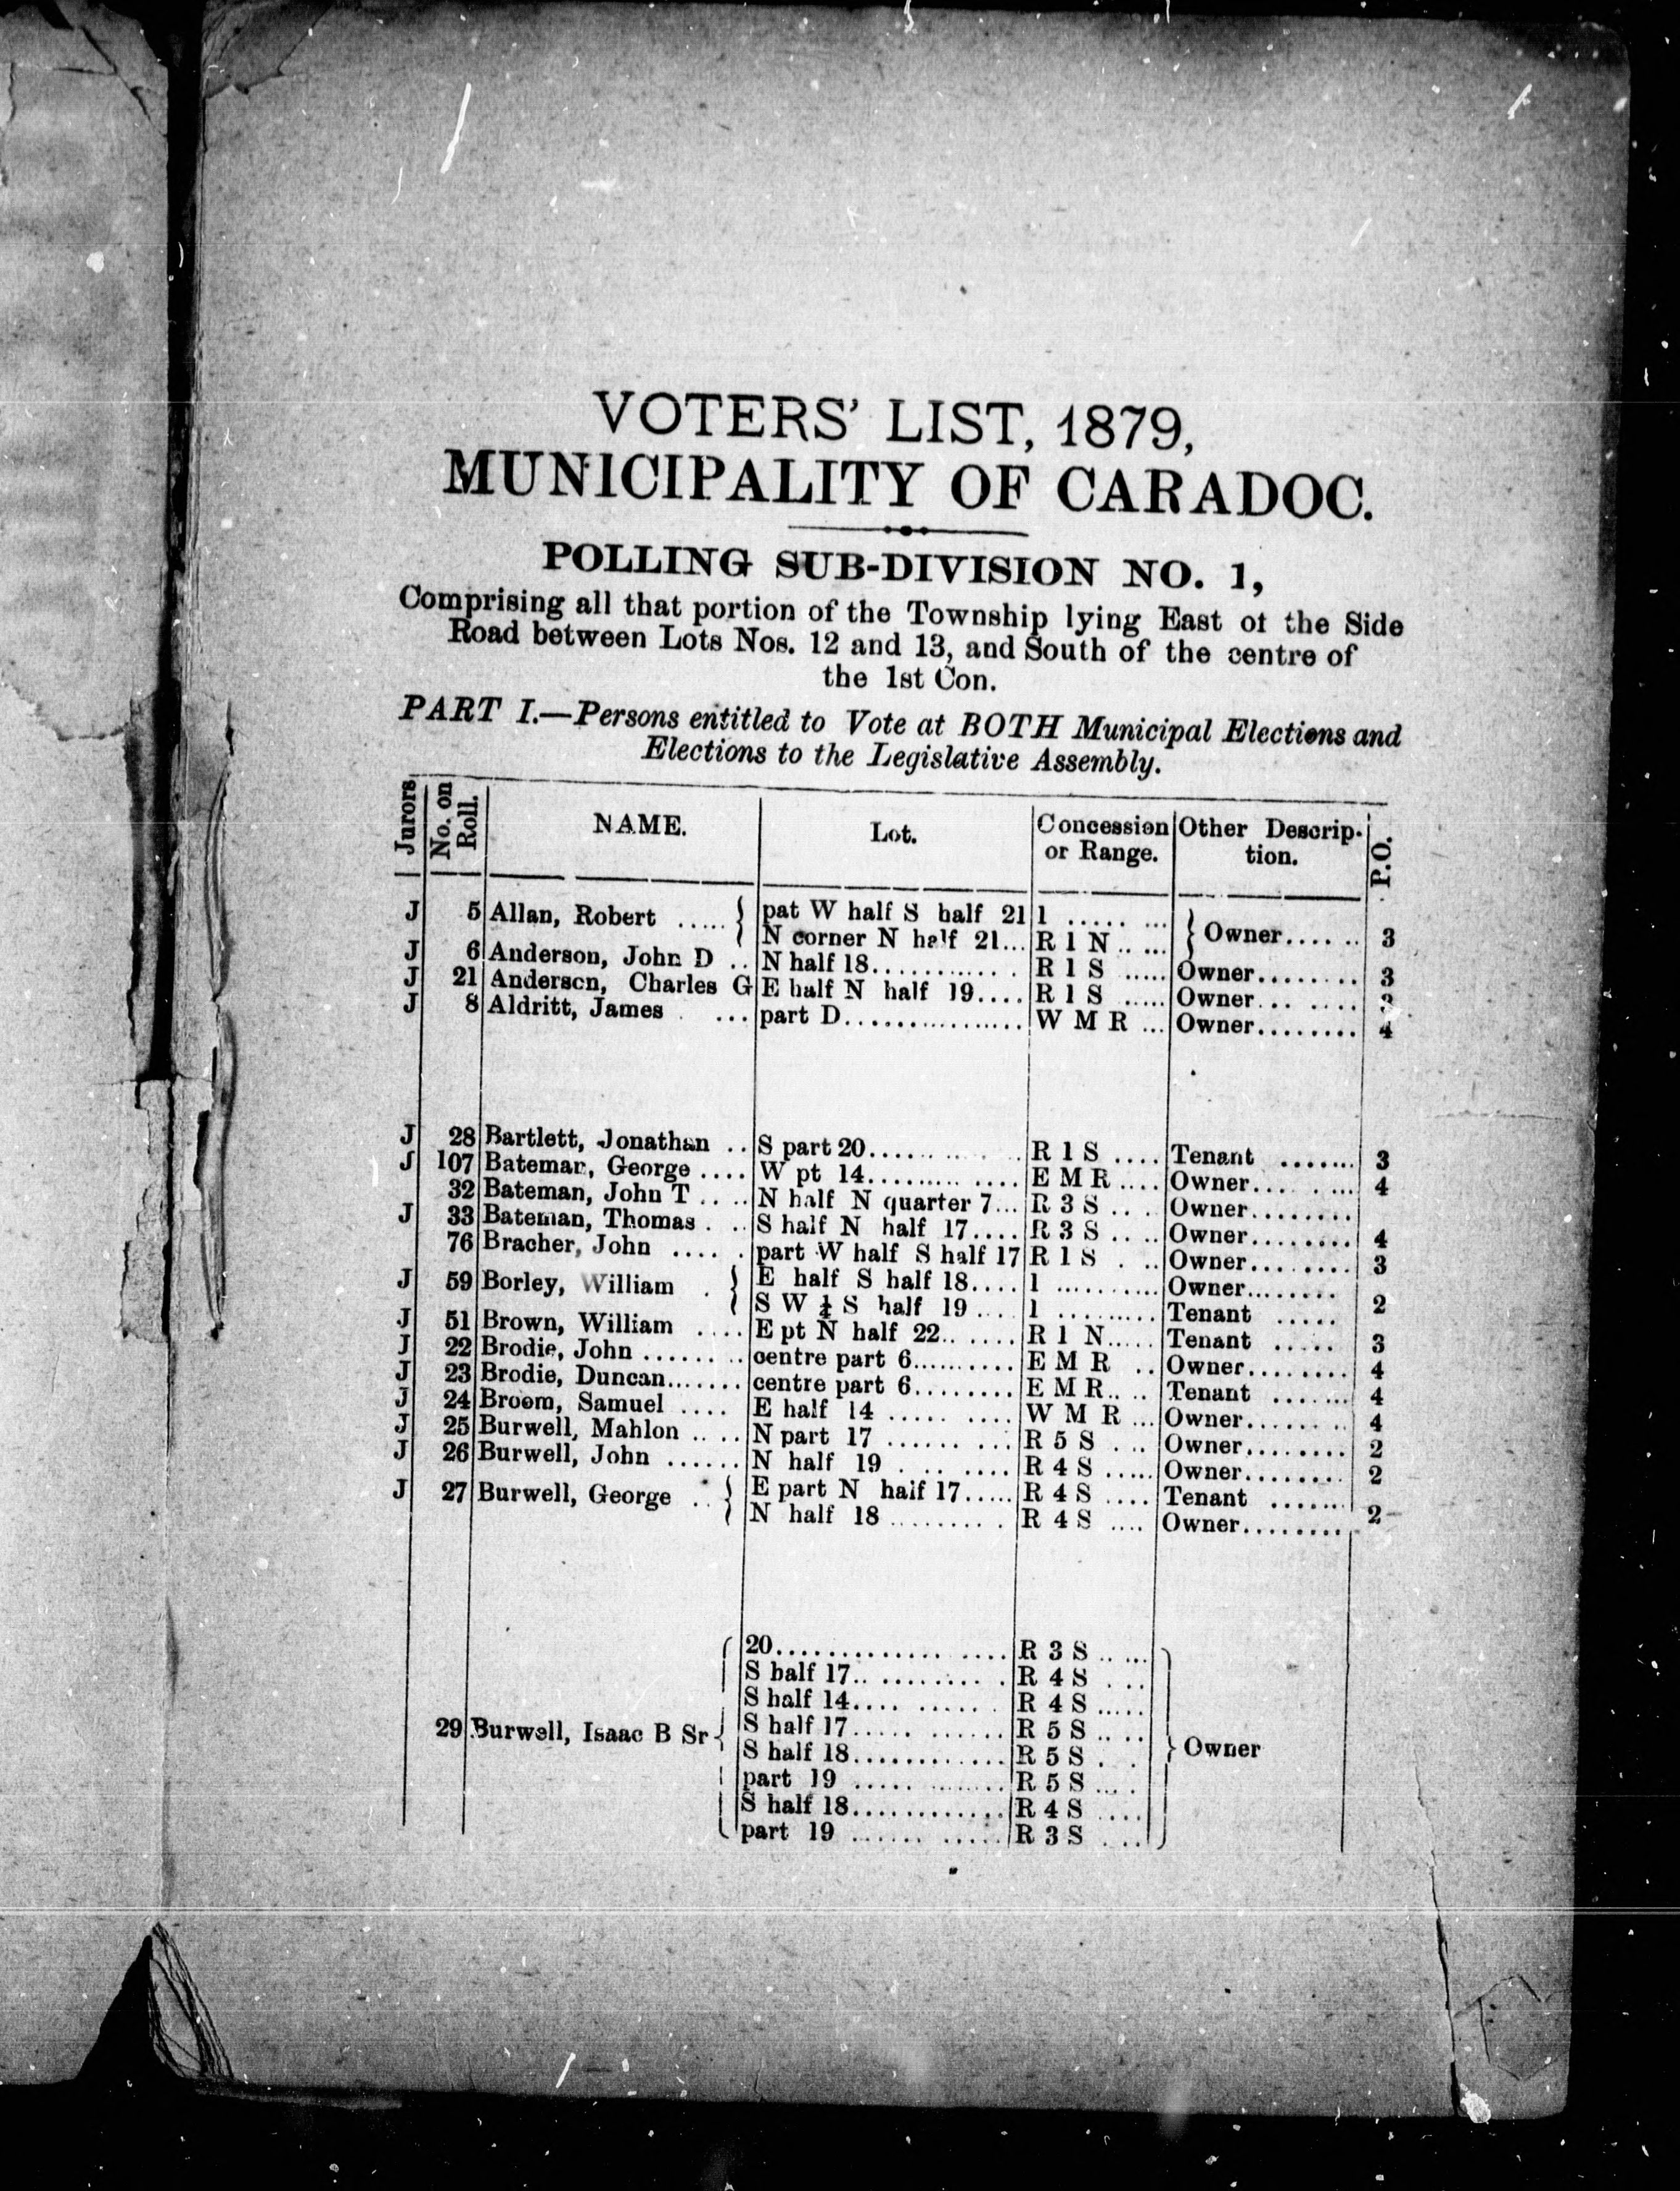 VOTERS' LIST, 1879,
MUNICIPALITY OF CARADOC.
POLLING SUB-DIVISION NO. 1,
Comprising all that portion of the Township lying East of the Side
Road between Lots Nos. 12 and 13, and South of the centre of
the 1st Con.
PART I.—Persons entitled to Vote at BOTH Municipal Elections and
Elections to the Legislative Assembly.
Jurors No. on Roll. NAME. Lot. Concession or Range. Other Descrip- tion. P.O.
J 5 Allan, Robert ..... { pat W half S half 21 1 ..... ... } Owner...... 3
N corner N half 21... R 1 N.. ...
J 6 Anderson, John D .. N half 18............. R 1 S ..... Owner........ 3
J 21 Anderson, Charles G E half N half 19.... R 1 S ..... Owner... ....
J 8 Aldritt, James ... part D................. W M R ... Owner........ 4
J 28 Bartlett, Jonathan .. S part 20.............. R 1 S .... Tenant ....... 3
J 107 Bateman, George .... W pt 14......... .... E M R .... Owner... . ... 4
32 Bateman, John T .. .. N half N quarter 7... R 3 S .. . Owner........
J 33 Bateman, Thomas . .. S half N half 17.... R 3 S .. .. Owner........ 4
76 Bracher, John .... . part W half S half 17 R 1 S . .. Owner........ 3
J 59 Borley, William . { E half S half 18.... 1 .......... Owner........ 2
S W ¼ S half 19 ... 1 ......... Tenant .....
J 51 Brown, William .... E pt N half 22...... R 1 N..... Tenant ..... 3
J 22 Brodie, John ....... .. centre part 6.......... E M R .. Owner........ 4
J 23 Brodie, Duncan....... centre part 6........ E M R.. .. Tenant ....... 4
J 24 Broom, Samuel .... E half 14 ..... .... W M R ... Owner....... 4
J 25 Burwell, Mahlon .. .. N part 17 ....... ... R 5 S . .. Owner........ 2
J 26 Burwell, John ...... N half 19 . .. .... R 4 S ..... Owner........ 2
J 27 Burwell, George .. { E part N half 17..... R 4 S .... Tenant ....... 2
N half 18 ......... . R 4 S .... Owner........
20.............. .... R 3 S .. ...
S half 17.. ......... . R 4 S . ...
S half 14.... ...... . R 4 S .....
29 Burwell, Isaac B Sr { S half 17..... ...... R 5 S .. .. } Owner
S half 18............ R 5 S . .
part 19 ..... ....... R 5 S ... .
S half 18............ R 4 S ....
part 19 ...... ..... R 3 S . ...